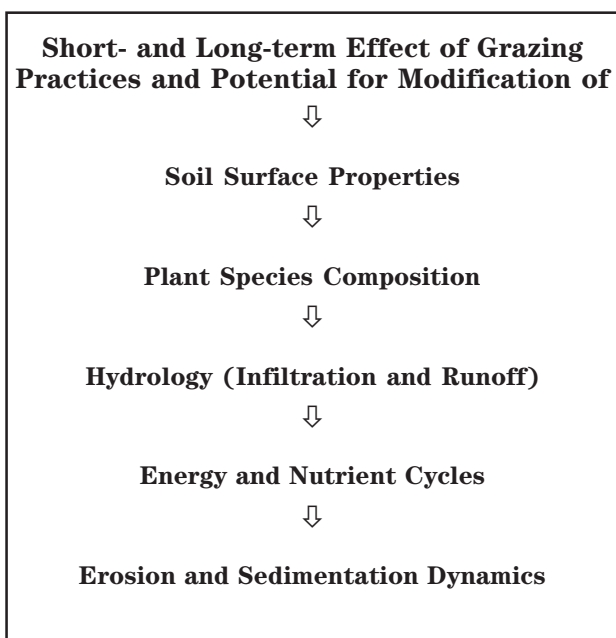 Short- and Long-term Effect of Grazing
Practices and Potential for Modification of
⇩
Soil Surface Properties
⇩
Plant Species Composition
⇩
Hydrology (Infiltration and Runoff)
⇩
Energy and Nutrient Cycles
⇩
Erosion and Sedimentation Dynamics